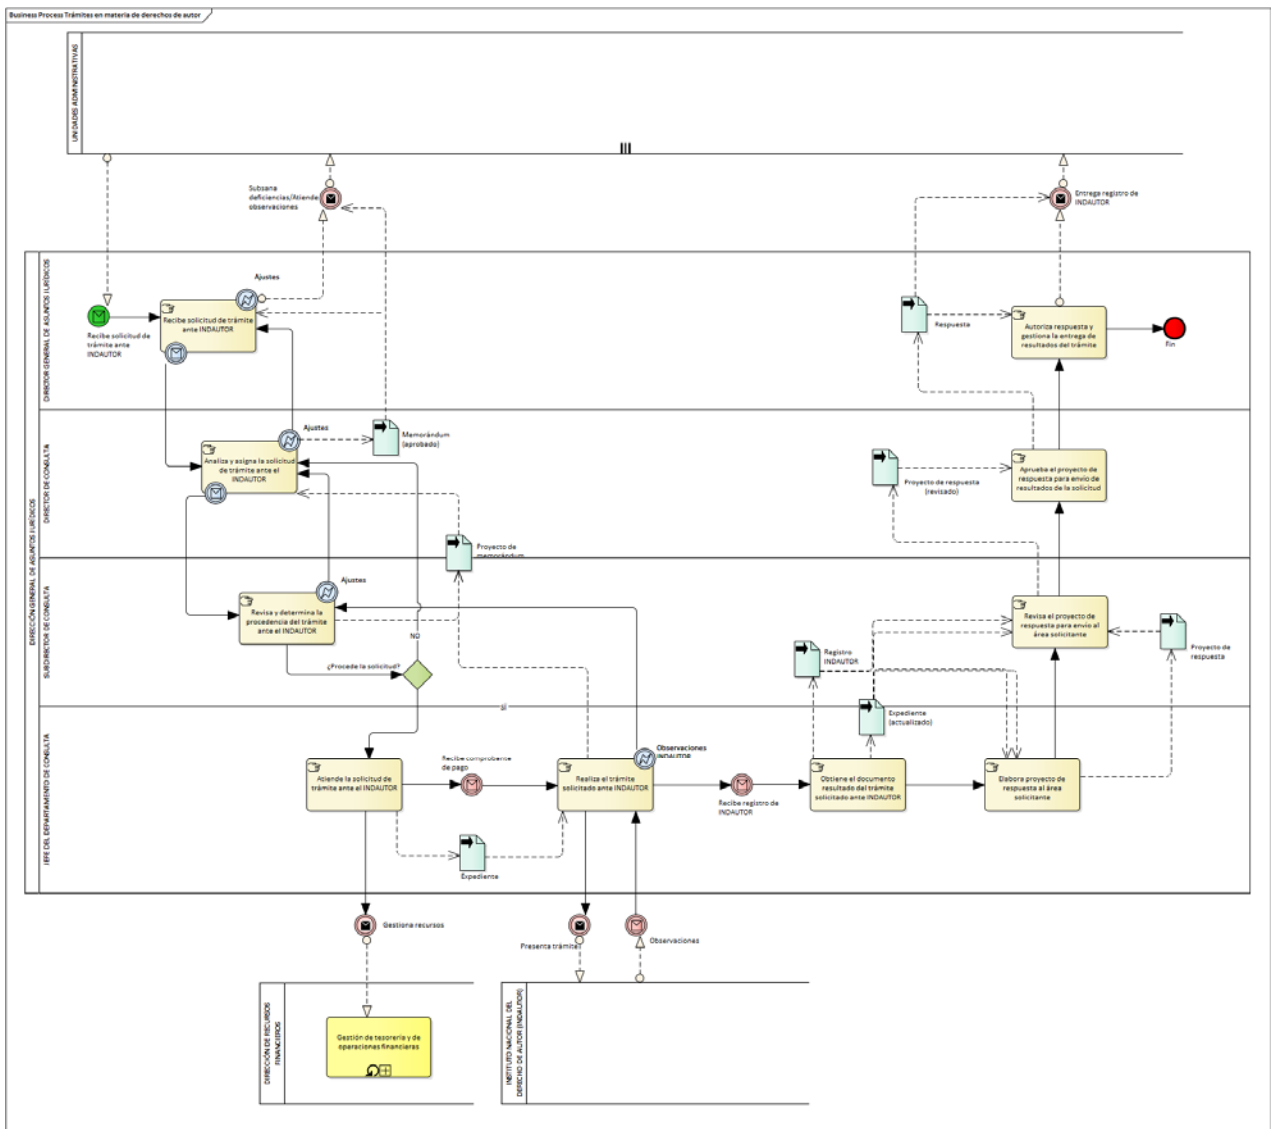 Business Process Trámites en materia de derechos de autor
UNIDADES ADMINISTRATIVAS
Subsana
deficiencias/Atiende
observaciones
Entrega registro de
INDAUTOR
DIRECCIÓN GENERAL DE ASUNTOS JURÍDICOS
DIRECTOR GENERAL DE ASUNTOS JURÍDICOS
Ajustes
Recibe solicitud de trámite
ante INDAUTOR
Recibe solicitud de
trámite ante
INDAUTOR
Respuesta
Autoriza respuesta y
gestiona la entrega de
resultados del trámite
Fin
DIRECTOR DE CONSULTA
Ajustes
Analiza y asigna la solicitud
de trámite ante el
INDAUTOR
Memorándum
(aprobado)
Proyecto de respuesta
(revisado)
Aprueba el proyecto de
respuesta para envío de
resultados de la solicitud
Proyecto de
memorándum
SUBDIRECTOR DE CONSULTA
Ajustes
Revisa y determina la
procedencia del trámite
ante el INDAUTOR
NO
¿Procede la solicitud?
Registro
INDAUTOR
Revisa el proyecto de
respuesta para envío al
área solicitante
Proyecto de
respuesta
sí
Expediente
(actualizado)
JEFE DEL DEPARTAMENTO DE CONSULTA
Atiende la solicitud de
trámite ante el INDAUTOR
Recibe comprobante
de pago
Realiza el trámite
solicitado ante INDAUTOR
Observaciones
INDAUTOR
Recibe registro de
INDAUTOR
Obtiene el documento
resultado del trámite
solicitado ante INDAUTOR
Elabora proyecto de
respuesta al área
solicitante
Expediente
Gestiona recursos
Presenta trámite
Observaciones
DIRECCIÓN DE RECURSOS
FINANCIEROS
Gestión de tesorería y de
operaciones financieras
INSTITUTO NACIONAL DEL
DERECHO DE AUTOR (INDAUTOR)